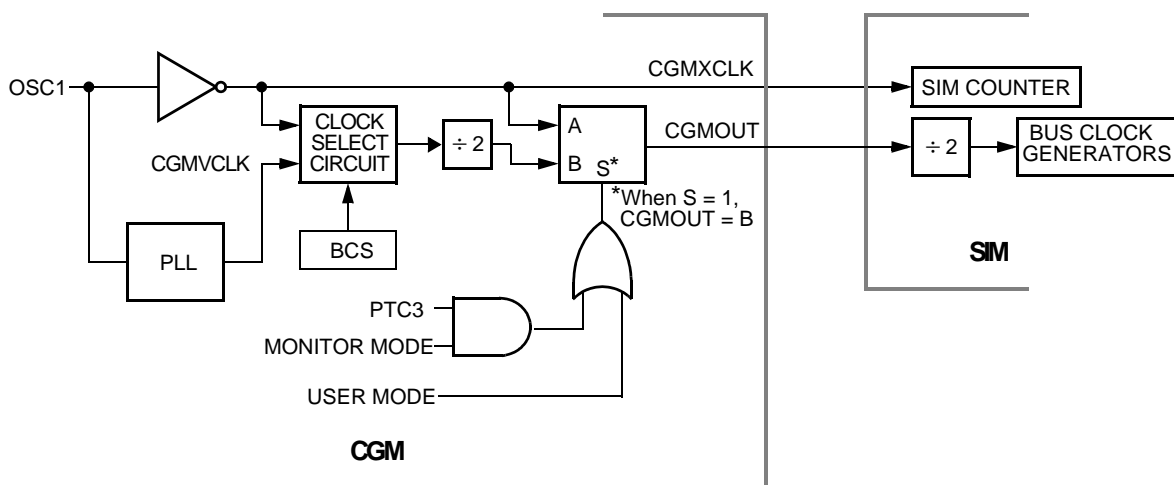 OSC1
CGMXCLK
SIM COUNTER
CLOCK
SELECT
CIRCUIT
÷ 2
A
B
S*
CGMOUT
÷ 2
BUS CLOCK
GENERATORS
CGMVCLK
*When S = 1,
CGMOUT = B
BCS
PLL
SIM
PTC3
MONITOR MODE
USER MODE
CGM